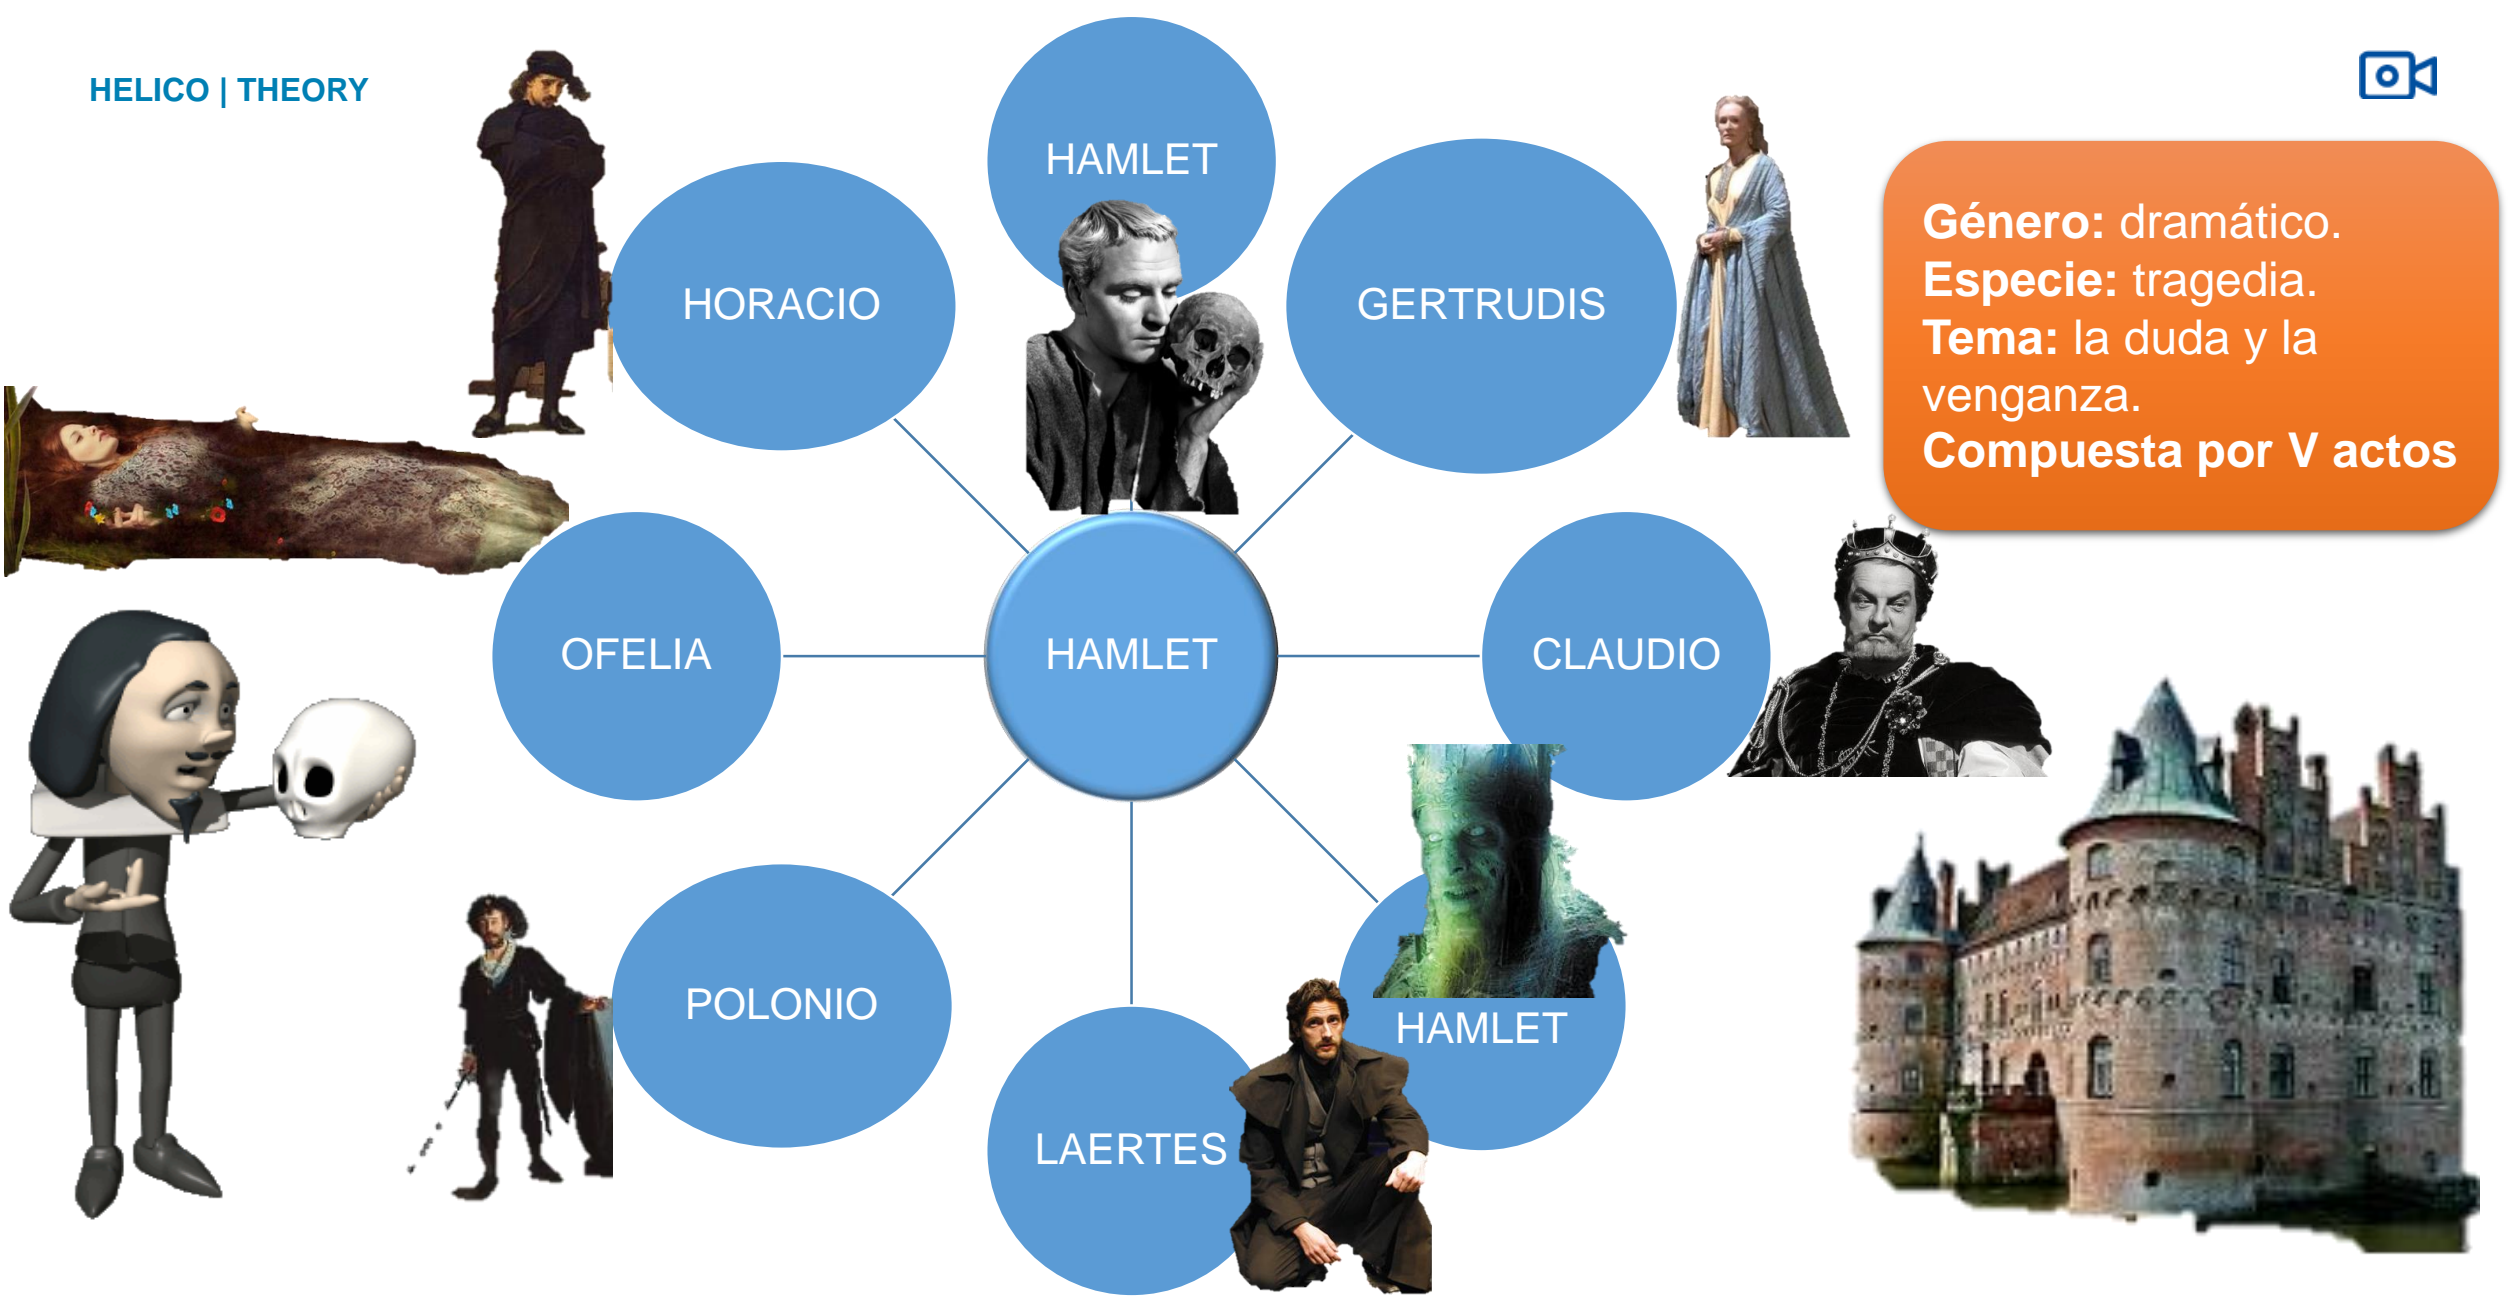 HELICO | THEORY
HAMLET
HORACIO
GERTRUDIS
Género: dramático.
Especie: tragedia.
Tema: la duda y la
venganza.
Compuesta por V actos
OFELIA
HAMLET
CLAUDIO
POLONIO
HAMLET
LAERTES